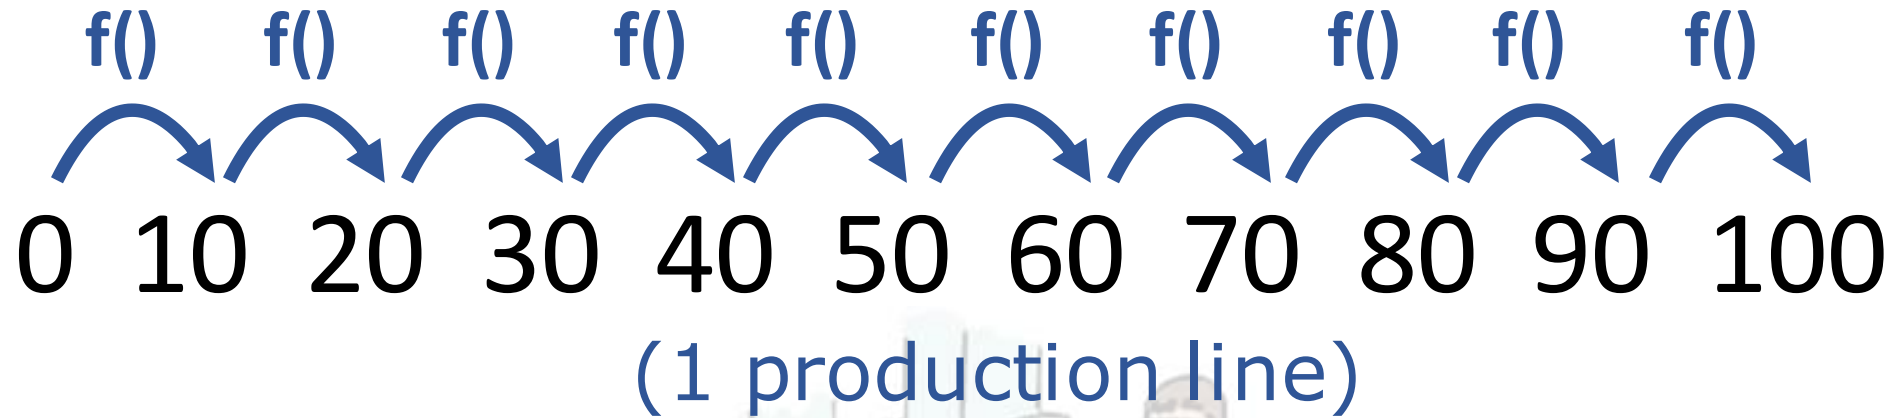 f() f() f() f() f() f() f() f() f() f()
0 10 20 30 40 50 60 70 80 90 100
(1 production line)